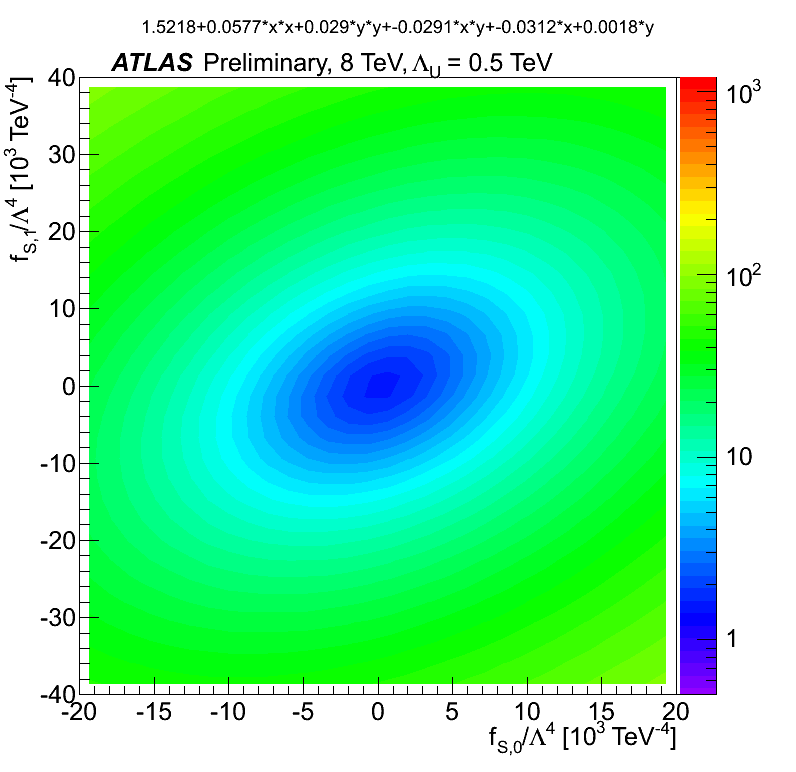 1.5218+0.0577*x*x+0.029*y*y+-0.0291*x*y+-0.0312*x+0.0018*y
ATLAS Preliminary, 8 TeV, Λ_U = 0.5 TeV
f_S,1/Λ^4 [10^3 TeV^-4]
40
30
20
10
0
-10
-20
-30
-40
-20 -15 -10 -5 0 5 10 15 20
f_S,0/Λ^4 [10^3 TeV^-4]
10^3
10^2
10
1